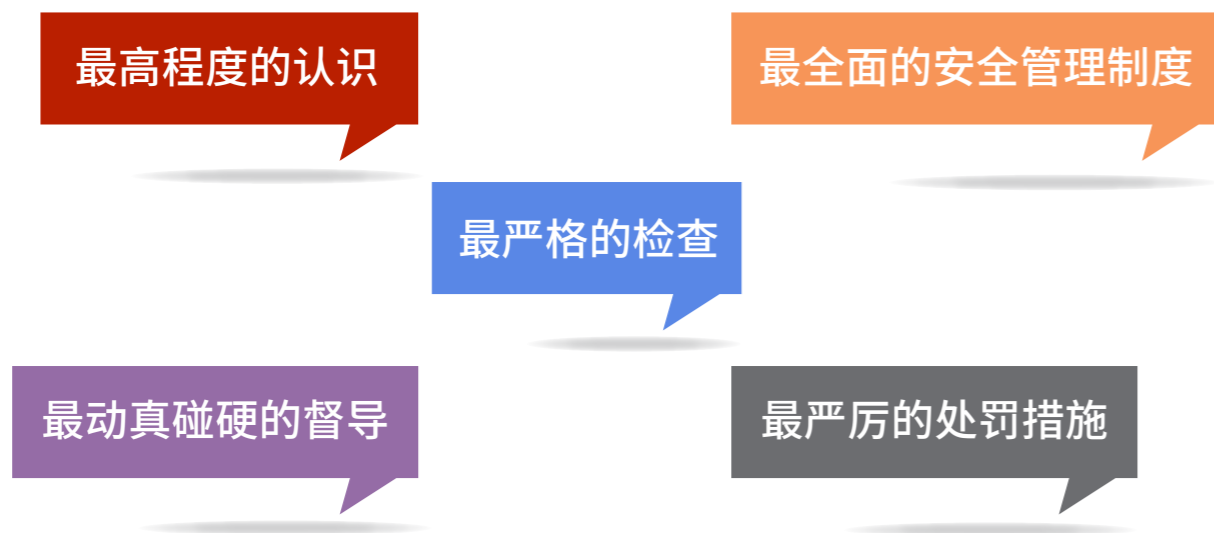 最高程度的认识
最全面的安全管理制度
最严格的检查
最动真碰硬的督导
最严厉的处罚措施